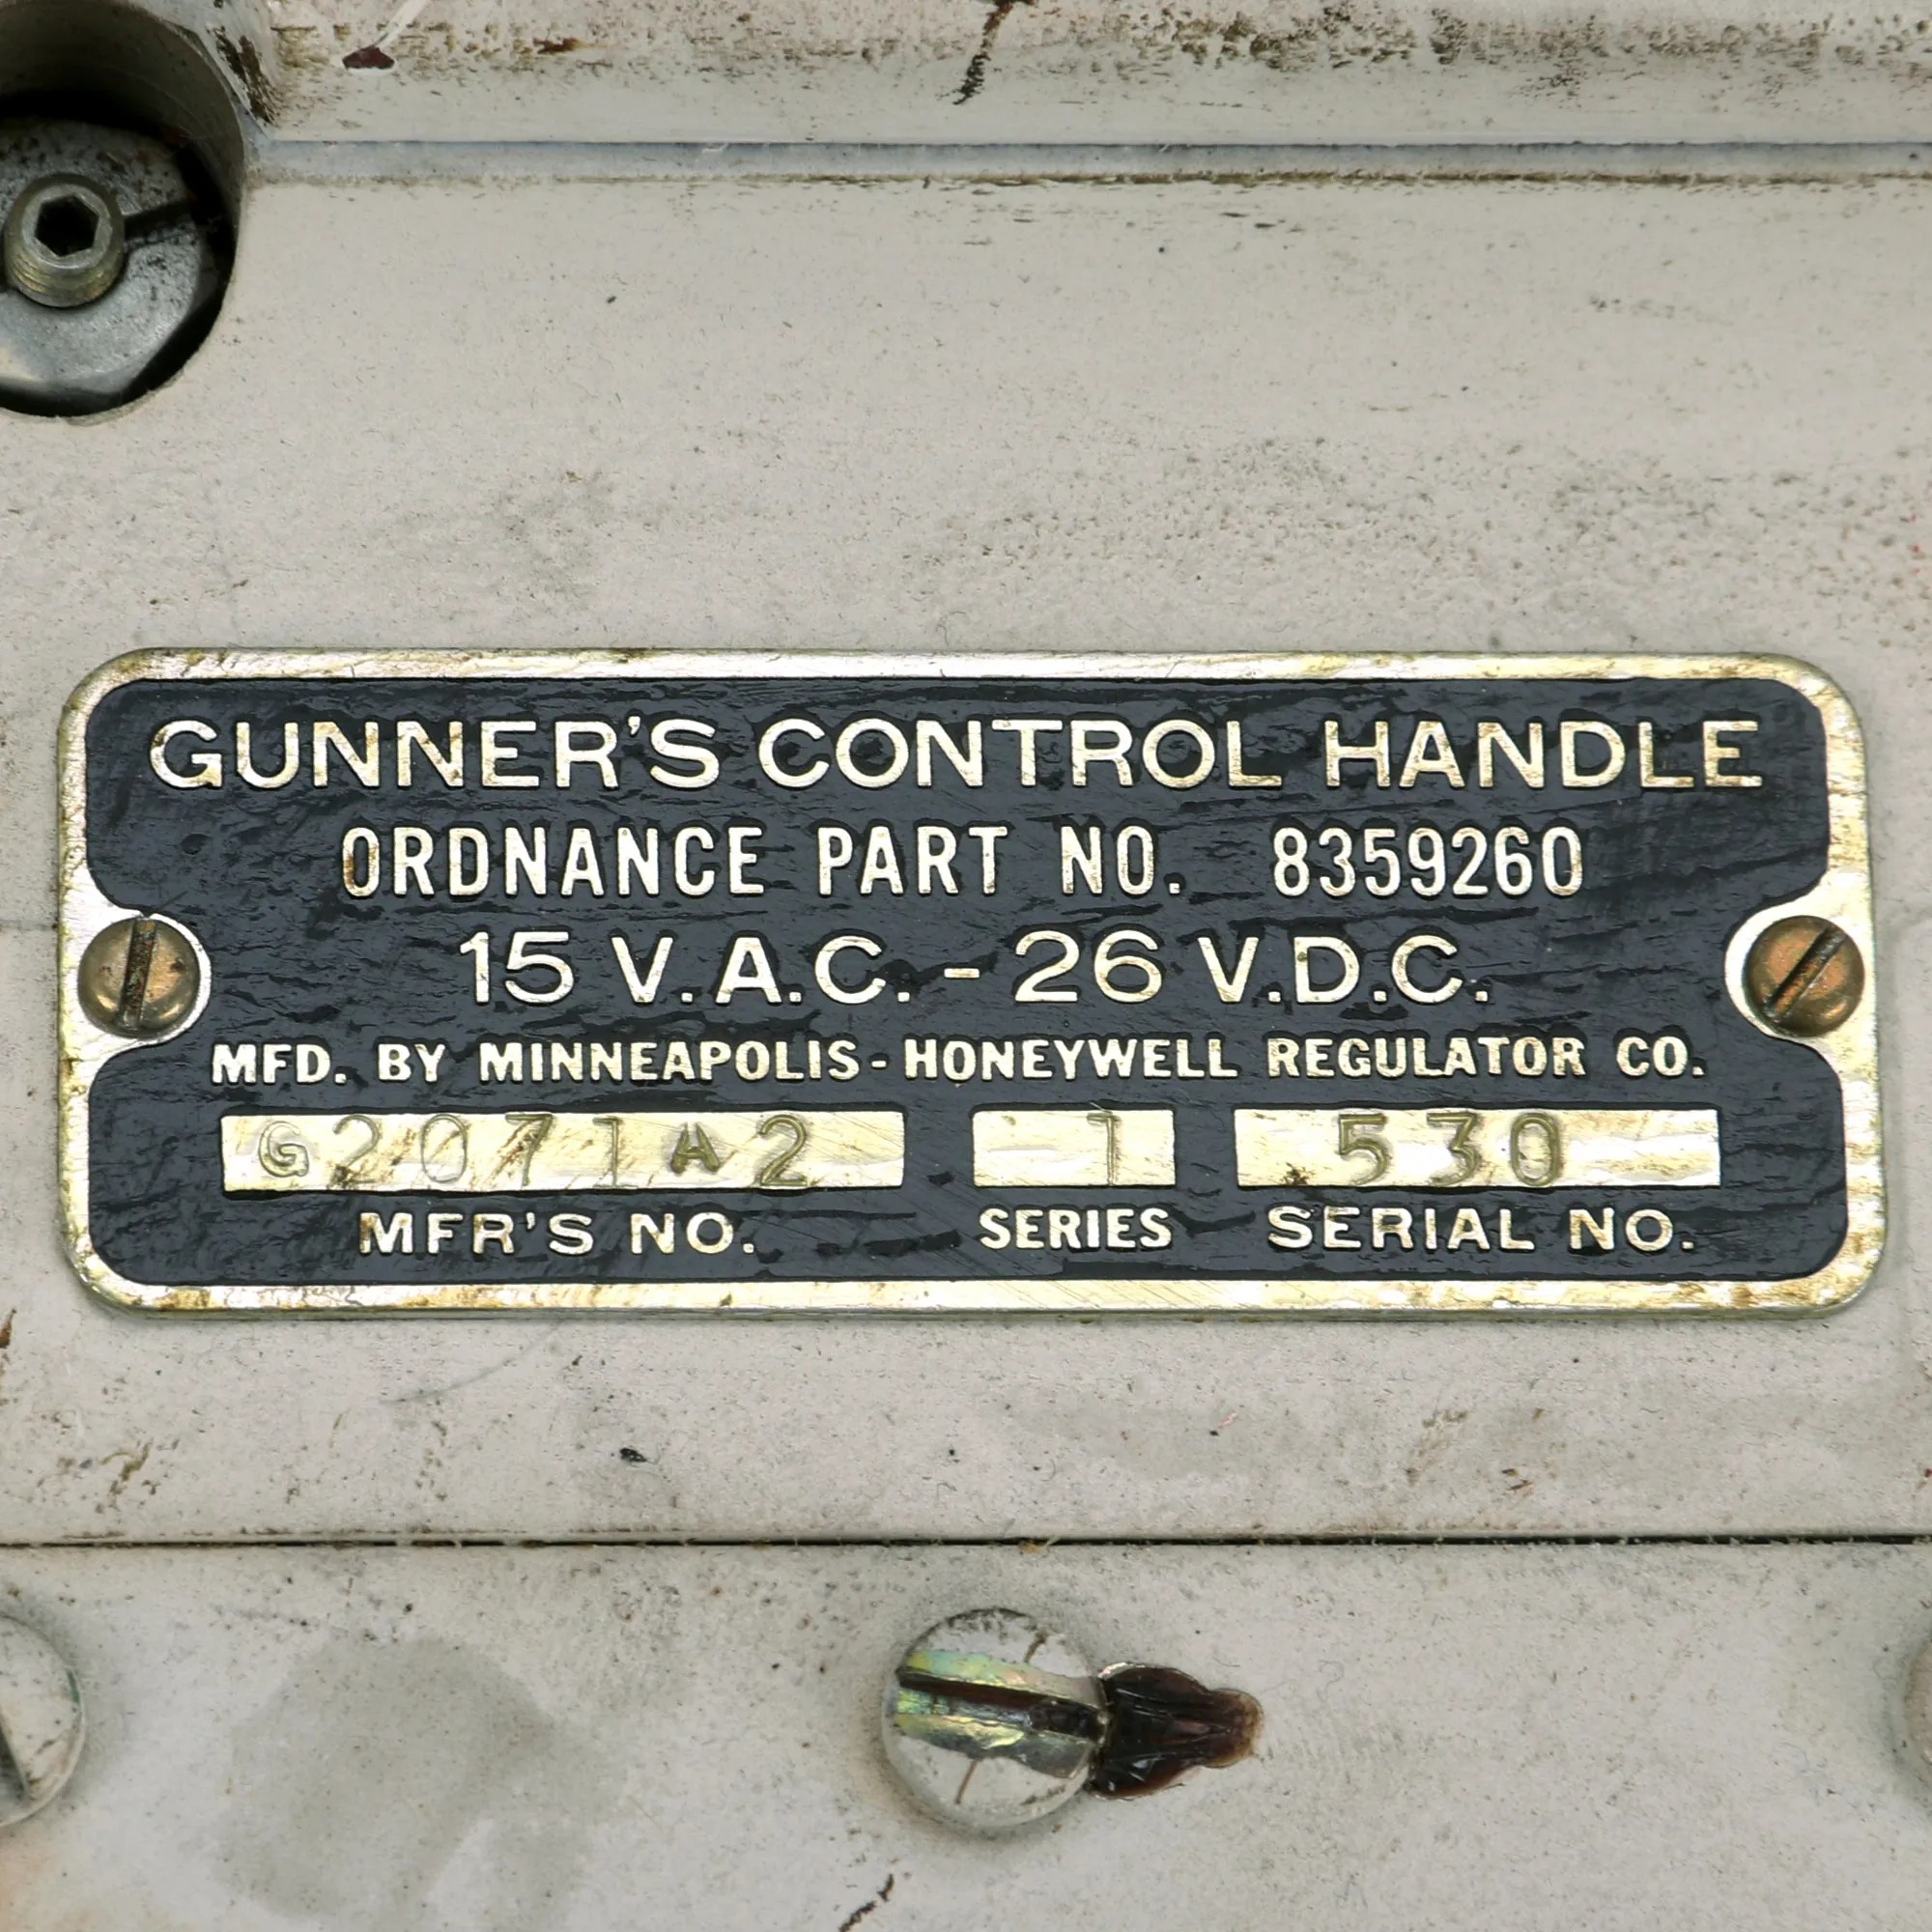 GUNNER'S CONTROL HANDLE
ORDNANCE PART NO. 8359260
15 V.A.C. - 26 V.D.C.
MFD. BY MINNEAPOLIS-HONEYWELL REGULATOR CO.
G2071A2 1 530
MFR'S NO. SERIES SERIAL NO.